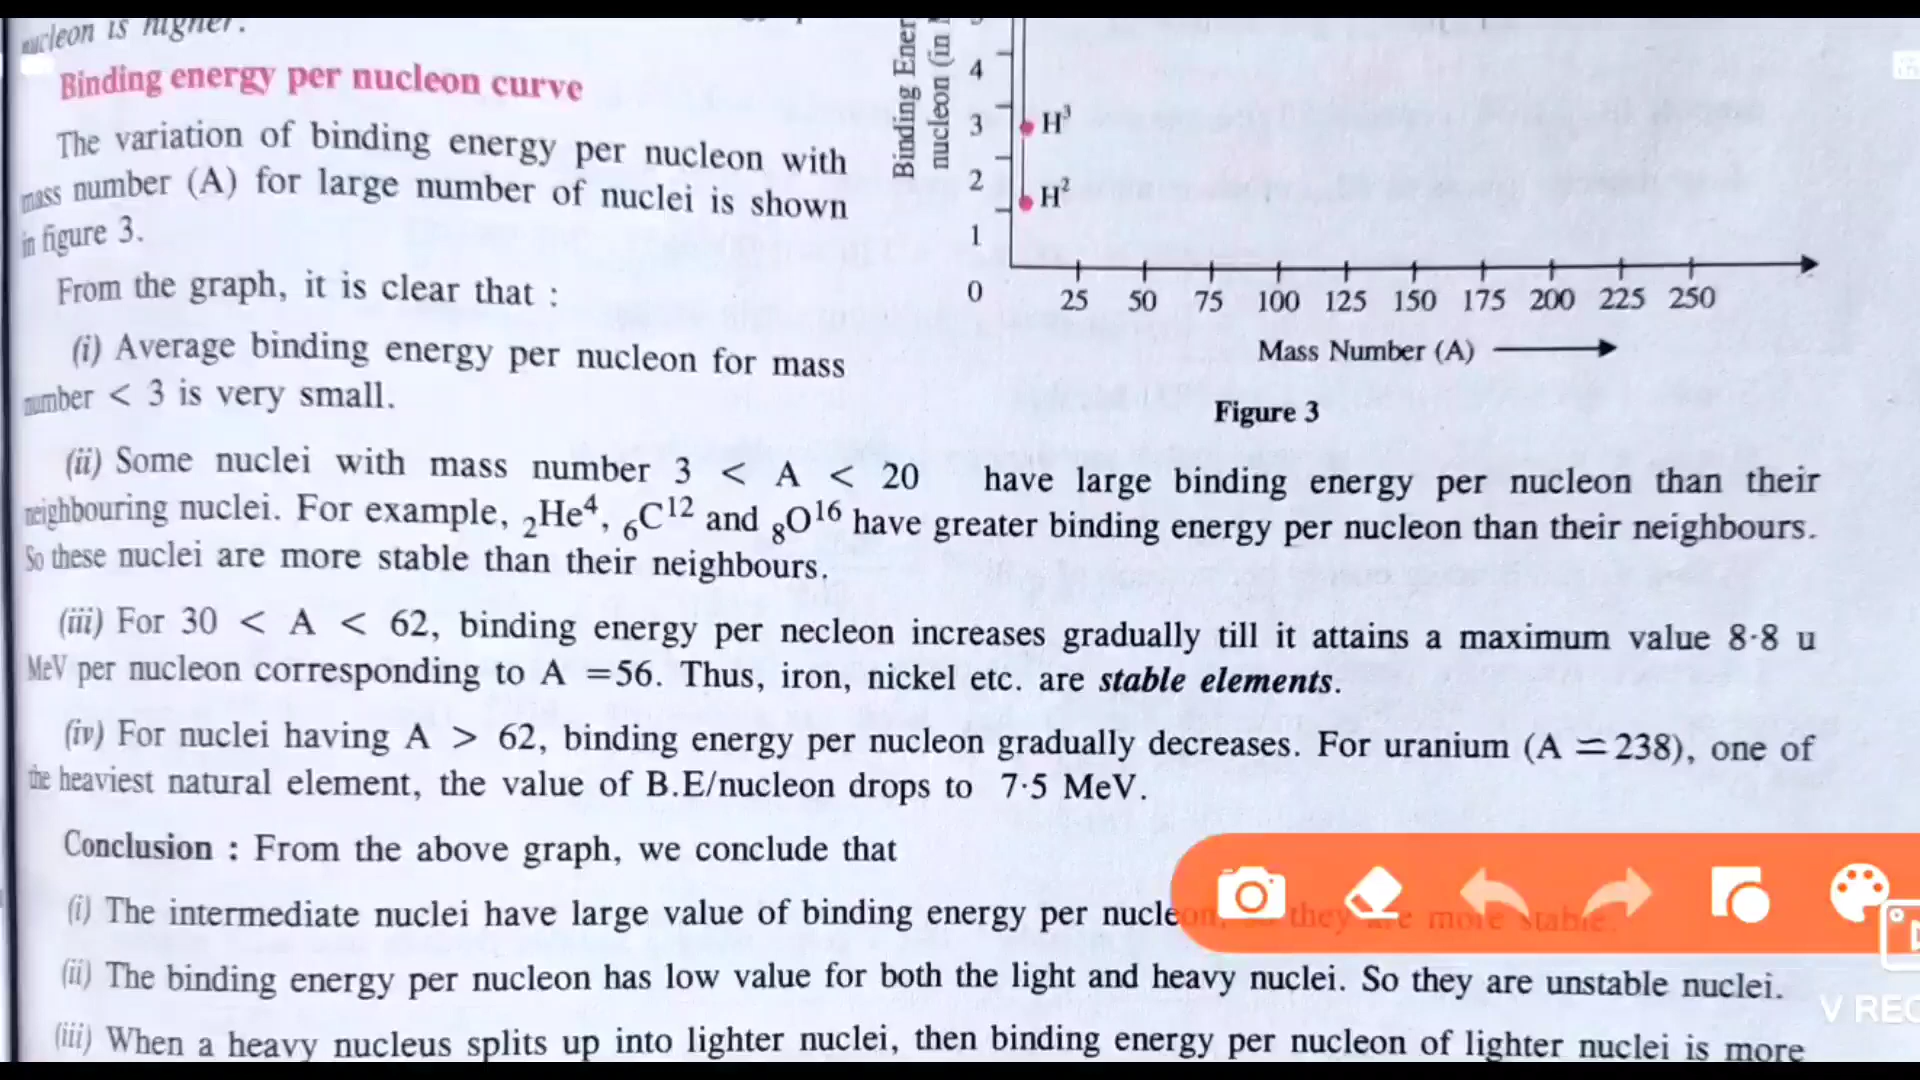 nucleon is higher.
Binding energy per nucleon curve
The variation of binding energy per nucleon with
mass number (A) for large number of nuclei is shown
in figure 3.
From the graph, it is clear that :
(i) Average binding energy per nucleon for mass
number < 3 is very small.
Binding Ener
nucleon (in
4
3
2
1
0
H³
H²
25 50 75 100 125 150 175 200 225 250
Mass Number (A)
Figure 3
(ii) Some nuclei with mass number 3 < A < 20 have large binding energy per nucleon than their
neighbouring nuclei. For example, ₂He⁴, ₆C¹² and ₈O¹⁶ have greater binding energy per nucleon than their neighbours.
So these nuclei are more stable than their neighbours.
(iii) For 30 < A < 62, binding energy per necleon increases gradually till it attains a maximum value 8·8 u
MeV per nucleon corresponding to A =56. Thus, iron, nickel etc. are stable elements.
(iv) For nuclei having A > 62, binding energy per nucleon gradually decreases. For uranium (A =238), one of
the heaviest natural element, the value of B.E/nucleon drops to 7·5 MeV.
Conclusion : From the above graph, we conclude that
(i) The intermediate nuclei have large value of binding energy per nucleon, so they are more stable.
(ii) The binding energy per nucleon has low value for both the light and heavy nuclei. So they are unstable nuclei.
(iii) When a heavy nucleus splits up into lighter nuclei, then binding energy per nucleon of lighter nuclei is more
V REC